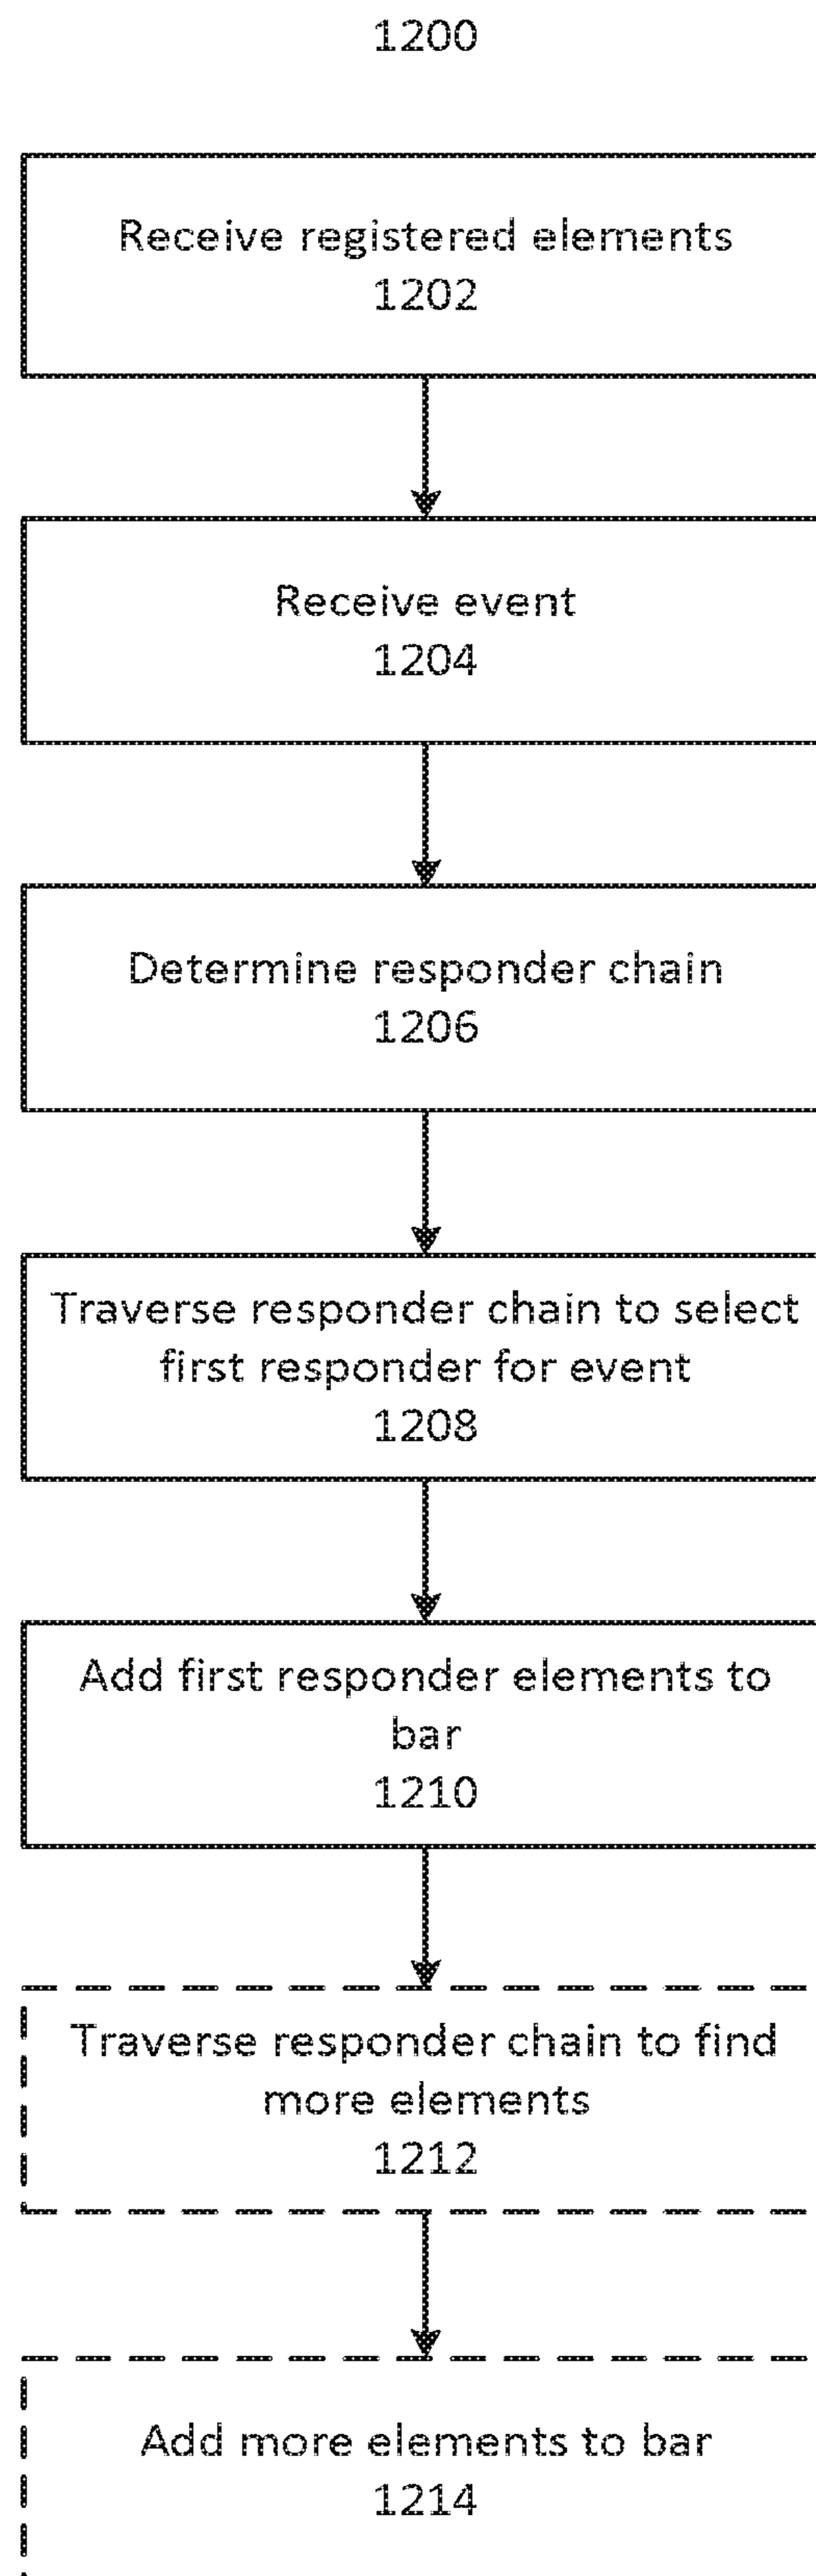 1200
Receive registered elements
1202
Receive event
1204
Determine responder chain
1206
Traverse responder chain to select
first responder for event
1208
Add first responder elements to
bar
1210
Traverse responder chain to find
more elements
1212
Add more elements to bar
1214